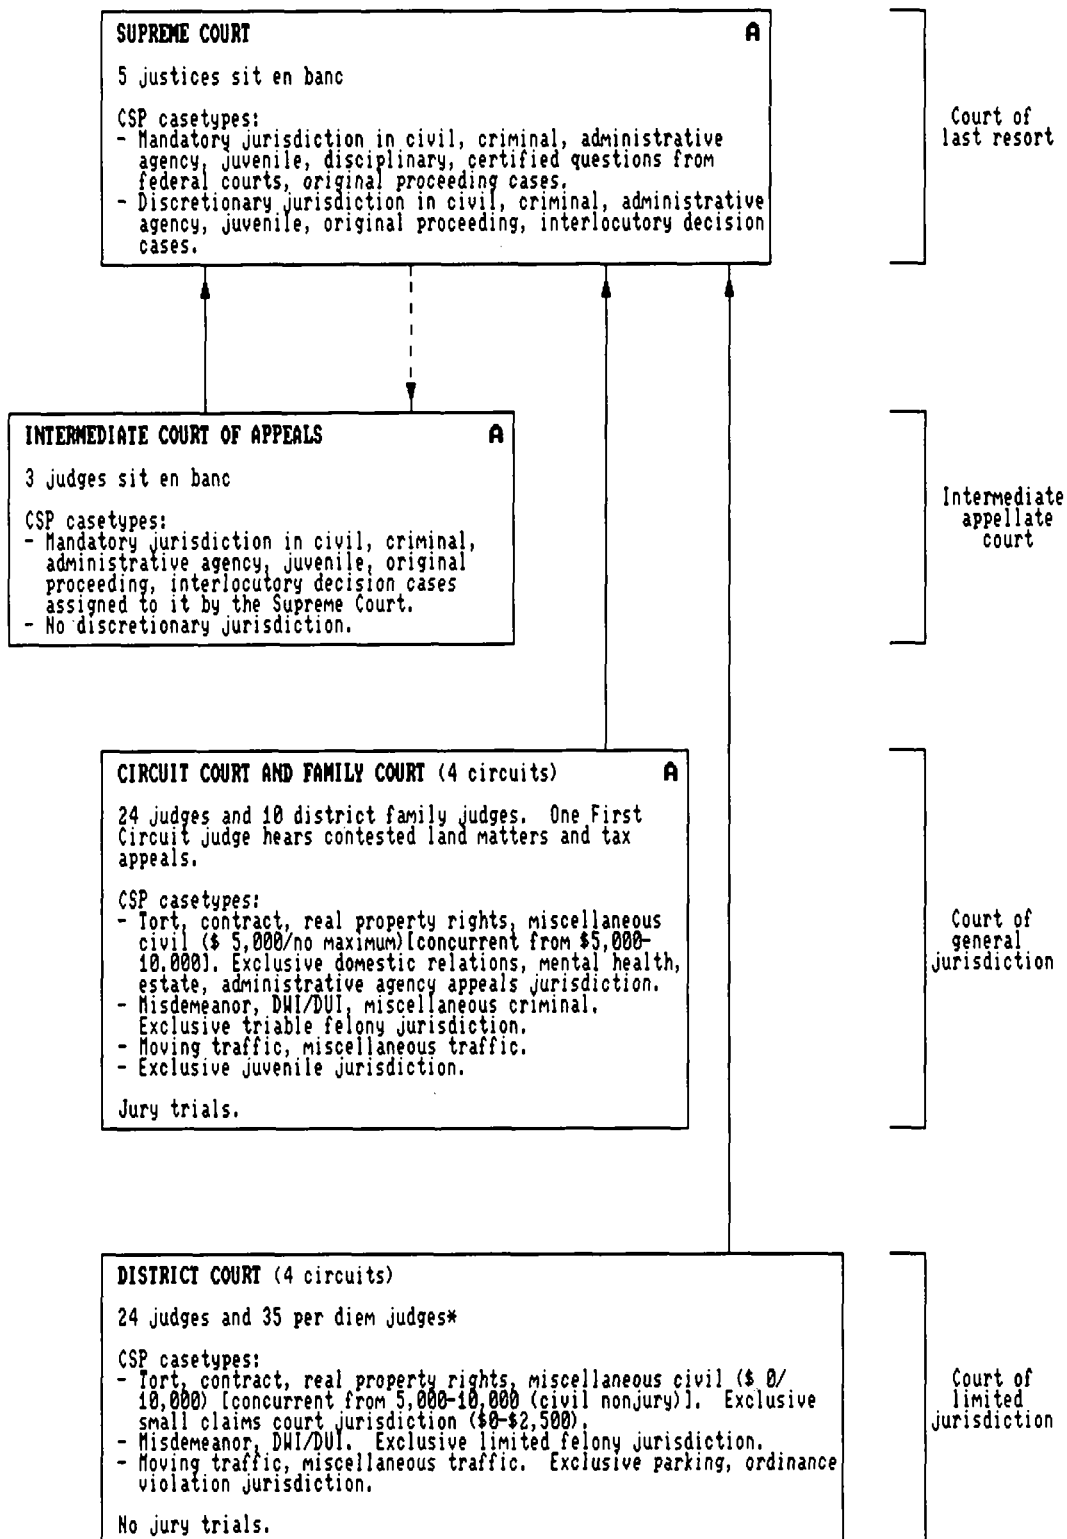 SUPREME COURT A
5 justices sit en banc
CSP casetypes:
- Mandatory jurisdiction in civil, criminal, administrative
agency, juvenile, disciplinary, certified questions from
federal courts, original proceeding cases.
- Discretionary jurisdiction in civil, criminal, administrative
agency, juvenile, original proceeding, interlocutory decision
cases.
Court of
last resort
INTERMEDIATE COURT OF APPEALS A
3 judges sit en banc
CSP casetypes:
- Mandatory jurisdiction in civil, criminal,
administrative agency, juvenile, original
proceeding, interlocutory decision cases
assigned to it by the Supreme Court.
- No discretionary jurisdiction.
Intermediate
appellate
court
CIRCUIT COURT AND FAMILY COURT (4 circuits) A
24 judges and 10 district family judges. One First
Circuit judge hears contested land matters and tax
appeals.
CSP casetypes:
- Tort, contract, real property rights, miscellaneous
civil ($ 5,000/no maximum)[concurrent from $5,000-
10.000]. Exclusive domestic relations, mental health,
estate, administrative agency appeals jurisdiction.
- Misdemeanor, DWI/DUI, miscellaneous criminal.
Exclusive triable felony jurisdiction.
- Moving traffic, miscellaneous traffic.
- Exclusive juvenile jurisdiction.
Jury trials.
Court of
general
jurisdiction
DISTRICT COURT (4 circuits)
24 judges and 35 per diem judges*
CSP casetypes:
- Tort, contract, real property rights, miscellaneous civil ($ 0/
10,000) [concurrent from 5,000-10,000 (civil nonjury)]. Exclusive
small claims court jurisdiction ($0-$2,500).
- Misdemeanor, DWI/DUI. Exclusive limited felony jurisdiction.
- Moving traffic, miscellaneous traffic. Exclusive parking, ordinance
violation jurisdiction.
No jury trials.
Court of
limited
jurisdiction